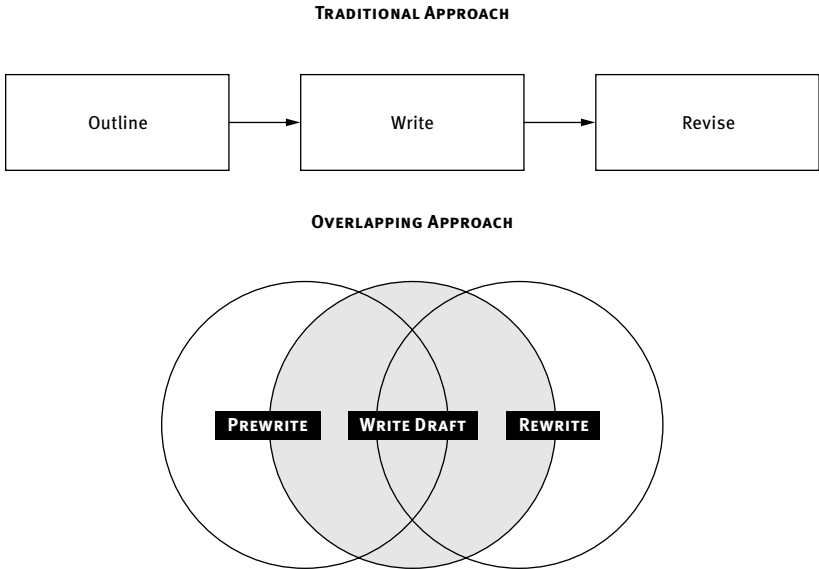 TRADITIONAL APPROACH
Outline Write Revise
OVERLAPPING APPROACH
PREWRITE WRITE DRAFT REWRITE